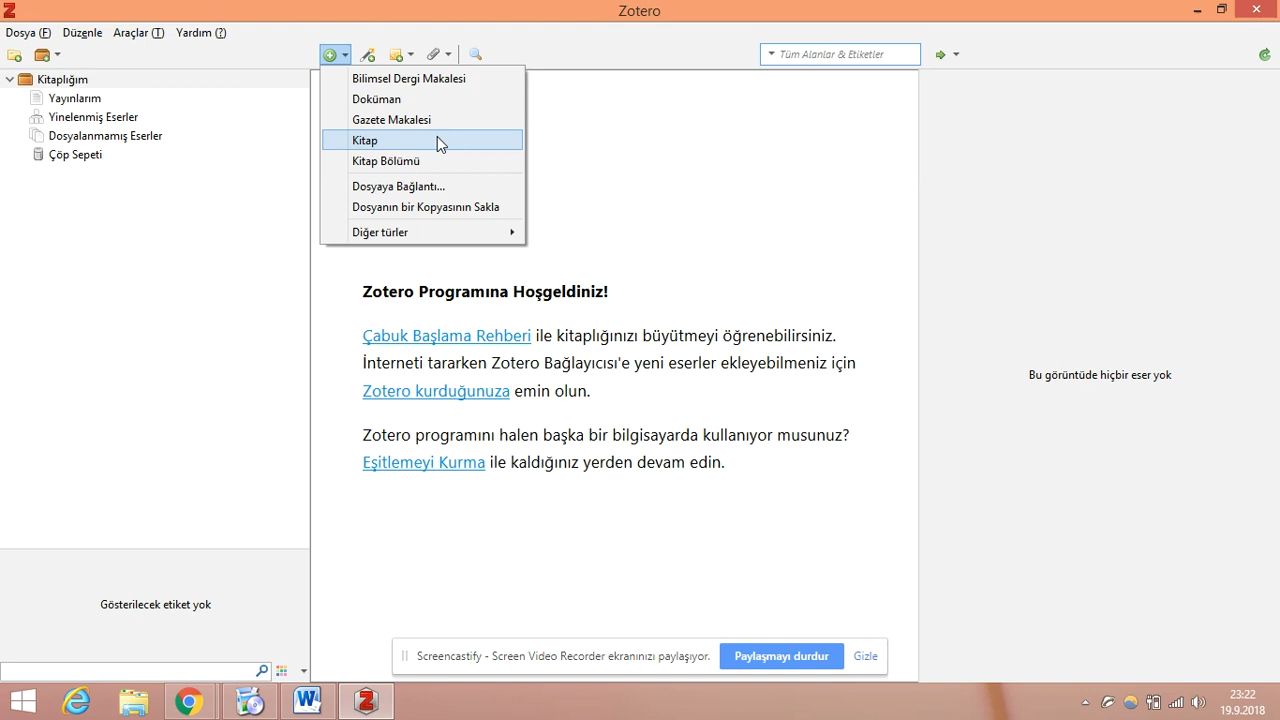 Zotero
Dosya (F) Düzenle Araçlar (T) Yardım (?)
Tüm Alanlar & Etiketler
Kitaplığım
Yayınlarım
Yinelenmiş Eserler
Dosyalanmamış Eserler
Çöp Sepeti
Bilimsel Dergi Makalesi
Doküman
Gazete Makalesi
Kitap
Kitap Bölümü
Dosyaya Bağlantı...
Dosyanın bir Kopyasının Sakla
Diğer türler
Zotero Programına Hoşgeldiniz!
Çabuk Başlama Rehberi ile kitaplığınızı büyütmeyi öğrenebilirsiniz.
İnterneti tararken Zotero Bağlayıcısı'e yeni eserler ekleyebilmeniz için
Zotero kurduğunuza emin olun.
Zotero programını halen başka bir bilgisayarda kullanıyor musunuz?
Eşitlemeyi Kurma ile kaldığınız yerden devam edin.
Bu görüntüde hiçbir eser yok
Gösterilecek etiket yok
Screencastify - Screen Video Recorder ekranınızı paylaşıyor. Paylaşmayı durdur Gizle
23:22
19.9.2018